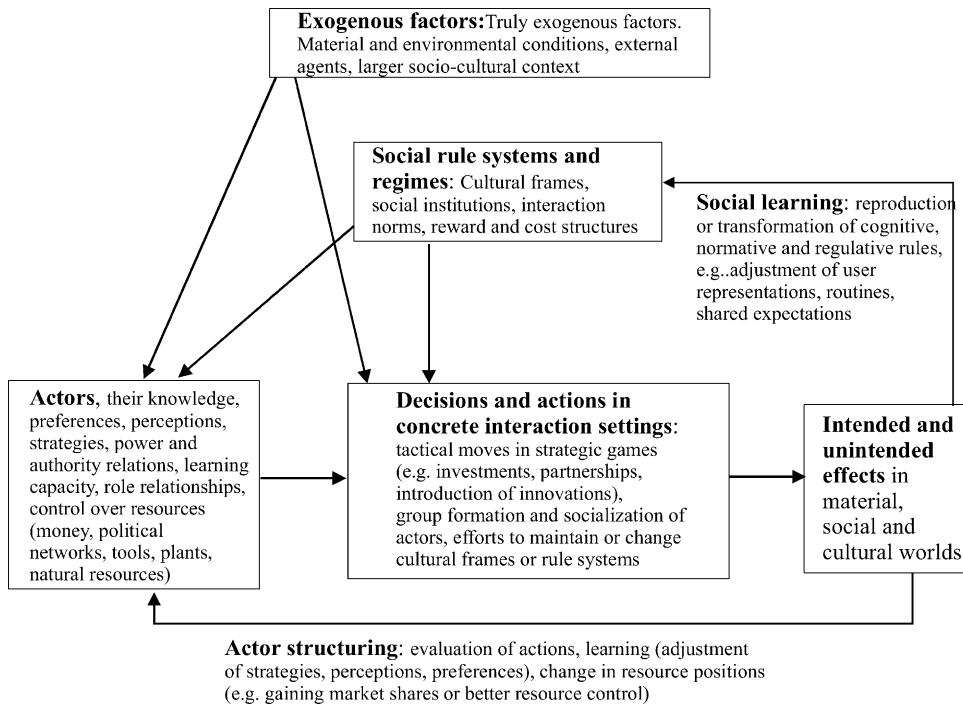 Exogenous factors:Truly exogenous factors.
Material and environmental conditions, external
agents, larger socio-cultural context
Social rule systems and
regimes: Cultural frames,
social institutions, interaction
norms, reward and cost structures
Social learning: reproduction
or transformation of cognitive,
normative and regulative rules,
e.g..adjustment of user
representations, routines,
shared expectations
Actors, their knowledge,
preferences, perceptions,
strategies, power and
authority relations, learning
capacity, role relationships,
control over resources
(money, political
networks, tools, plants,
natural resources)
Decisions and actions in
concrete interaction settings:
tactical moves in strategic games
(e.g. investments, partnerships,
introduction of innovations),
group formation and socialization of
actors, efforts to maintain or change
cultural frames or rule systems
Intended and
unintended
effects in
material,
social and
cultural worlds
Actor structuring: evaluation of actions, learning (adjustment
of strategies, perceptions, preferences), change in resource positions
(e.g. gaining market shares or better resource control)